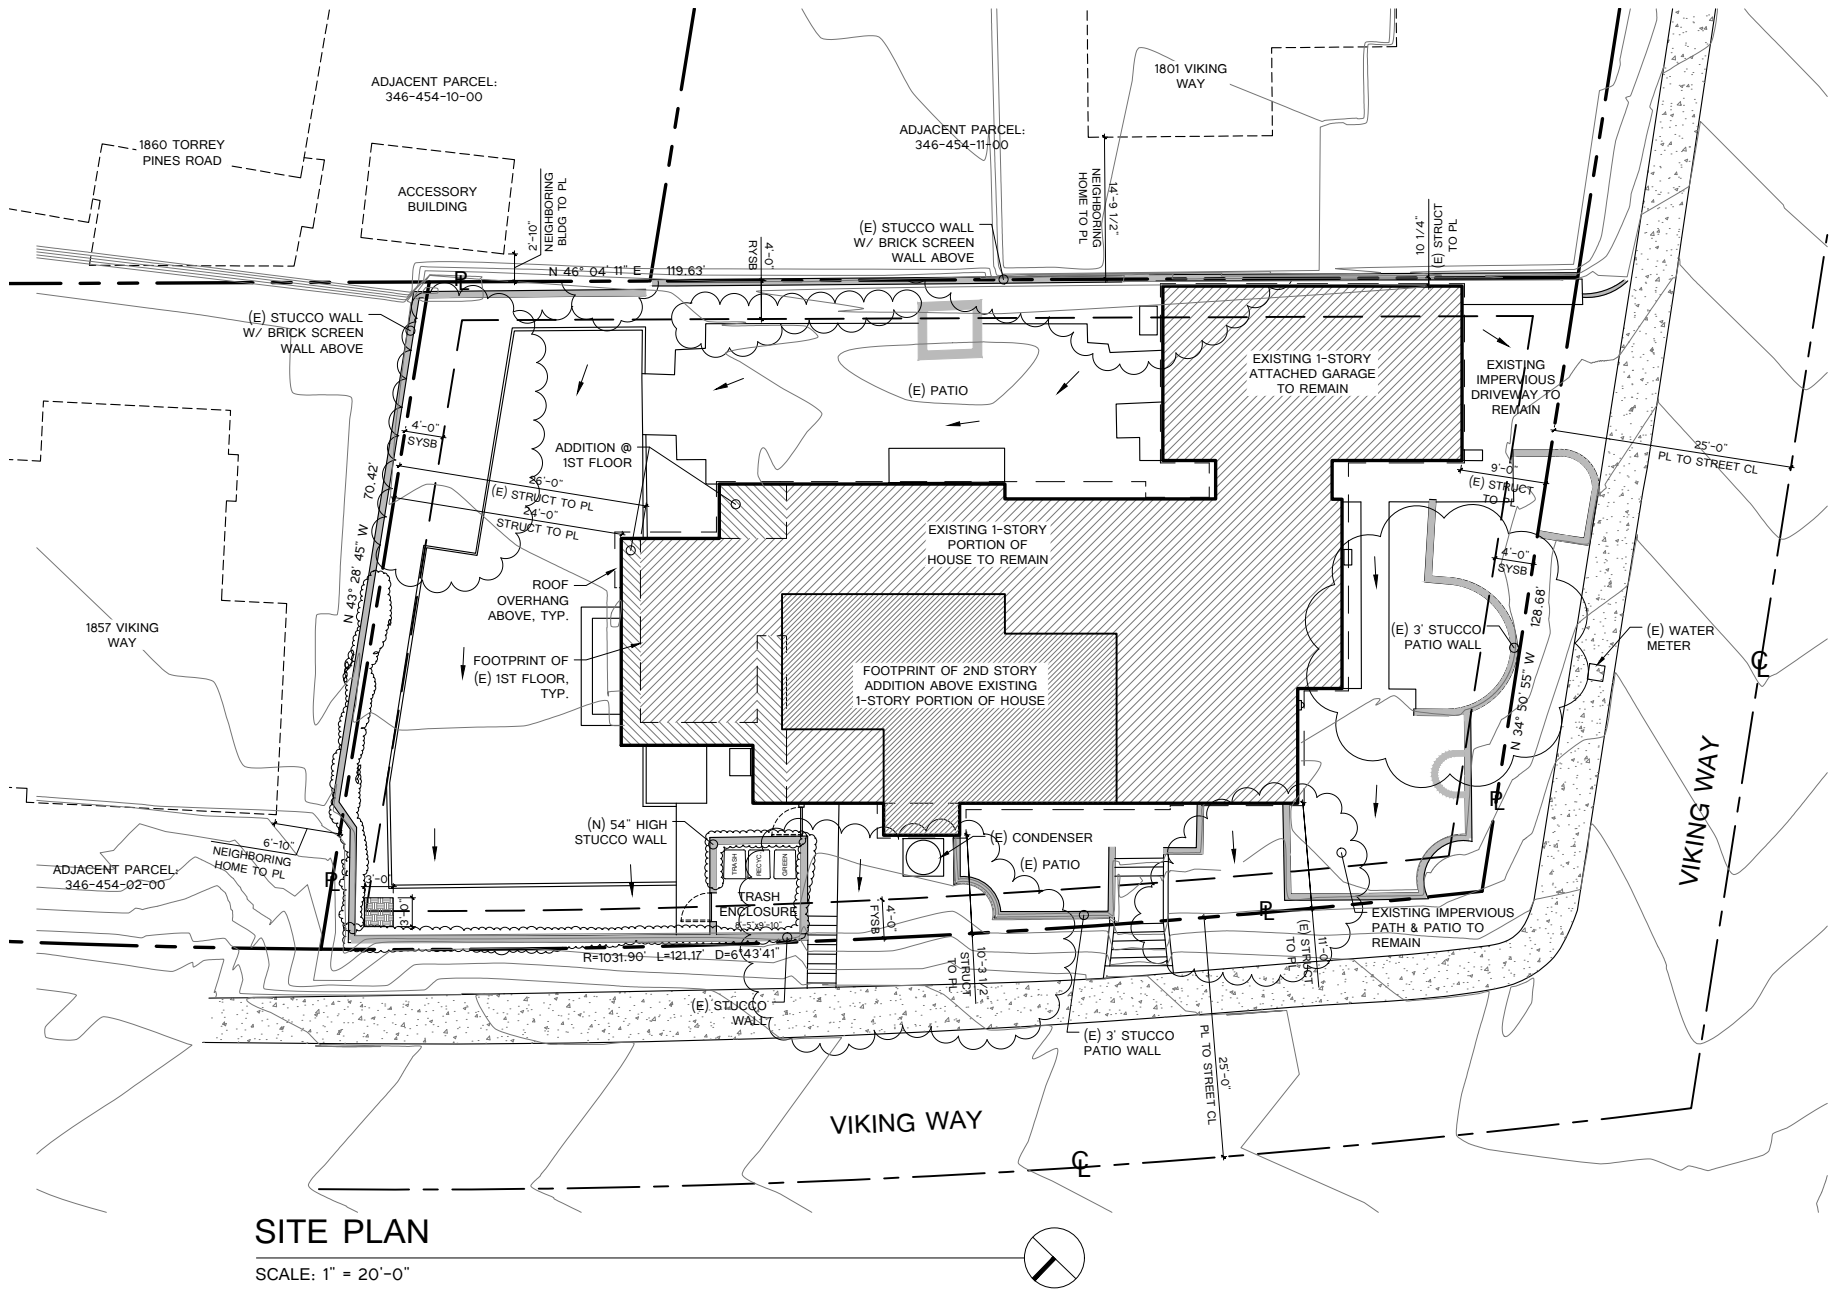 ADJACENT PARCEL:
346-454-10-00
1801 VIKING
WAY
1860 TORREY
PINES ROAD
ADJACENT PARCEL:
346-454-11-00
ACCESSORY
BUILDING
2'-10"
NEIGHBORING
BLDG TO PL
14'-9 1/2"
NEIGHBORING
HOME TO PL
(E) STUCCO WALL
W/ BRICK SCREEN
WALL ABOVE
10 1/4"
(E) STRUCT
TO PL
4'-0"
RYSB
PL
N 46° 04' 11" E 119.63'
(E) STUCCO WALL
W/ BRICK SCREEN
WALL ABOVE
EXISTING 1-STORY
ATTACHED GARAGE
TO REMAIN
EXISTING
IMPERVIOUS
DRIVEWAY TO
REMAIN
(E) PATIO
4'-0"
SYSB
25'-0"
PL TO STREET CL
ADDITION @
1ST FLOOR
9'-0"
(E) STRUCT
TO PL
26'-0"
(E) STRUCT TO PL
24'-0"
STRUCT TO PL
N 43° 28' 45" W 70.42'
EXISTING 1-STORY
PORTION OF
HOUSE TO REMAIN
4'-0"
SYSB
ROOF
OVERHANG
ABOVE, TYP.
1857 VIKING
WAY
N 34° 50' 55" W 128.68'
(E) 3' STUCCO
PATIO WALL
(E) WATER
METER
CL
FOOTPRINT OF
(E) 1ST FLOOR,
TYP.
FOOTPRINT OF 2ND STORY
ADDITION ABOVE EXISTING
1-STORY PORTION OF HOUSE
VIKING WAY
PL
(N) 54" HIGH
STUCCO WALL
6'-10"
NEIGHBORING
HOME TO PL
(E) CONDENSER
(E) PATIO
ADJACENT PARCEL:
346-454-02-00
PL
3'-0"
TRASH
RECYC.
GREEN
TRASH
ENCLOSURE
4'-0"
FYSB
PL
EXISTING IMPERVIOUS
PATH & PATIO TO
REMAIN
R=1031.90' L=121.17' D=6°43'41"
10'-3 1/2"
STRUCT
TO PL
11'-0"
(E) STRUCT
TO PL
(E) STUCCO
WALL
(E) 3' STUCCO
PATIO WALL
25'-0"
PL TO STREET CL
VIKING WAY
CL
SITE PLAN
SCALE: 1" = 20'-0"